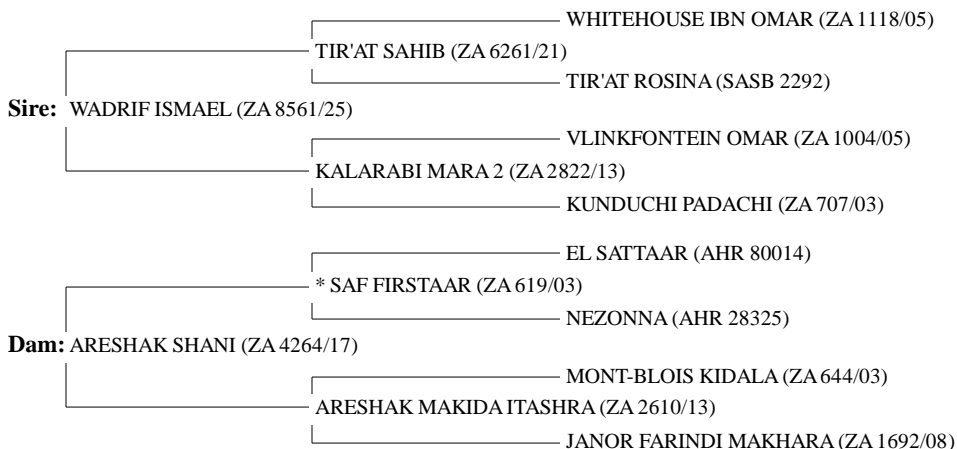 WHITEHOUSE IBN OMAR (ZA 1118/05)
TIR'AT SAHIB (ZA 6261/21)
TIR'AT ROSINA (SASB 2292)
Sire: WADRIF ISMAEL (ZA 8561/25)
VLINKFONTEIN OMAR (ZA 1004/05)
KALARABI MARA 2 (ZA 2822/13)
KUNDUCHI PADACHI (ZA 707/03)
EL SATTAAR (AHR 80014)
* SAF FIRSTAAR (ZA 619/03)
NEZONNA (AHR 28325)
Dam: ARESHAK SHANI (ZA 4264/17)
MONT-BLOIS KIDALA (ZA 644/03)
ARESHAK MAKIDA ITASHRA (ZA 2610/13)
JANOR FARINDI MAKHARA (ZA 1692/08)